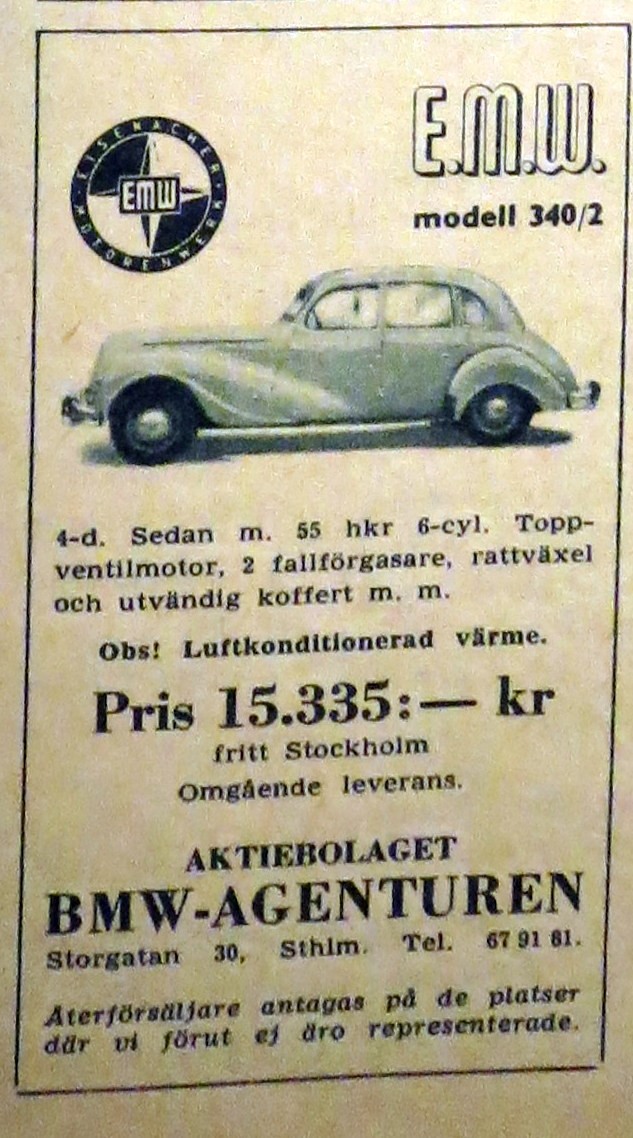 EISENACHER
EMW
MOTORENWERK
E.M.W.
modell 340/2
4-d. Sedan m. 55 hkr 6-cyl. Topp-
ventilmotor, 2 fallförgasare, rattväxel
och utvändig koffert m. m.
Obs! Luftkonditionerad värme.
Pris 15.335:— kr
fritt Stockholm
Omgående leverans.
AKTIEBOLAGET
BMW-AGENTUREN
Storgatan 30, Sthlm. Tel. 67 91 81.
Återförsäljare antagas på de platser
där vi förut ej äro representerade.